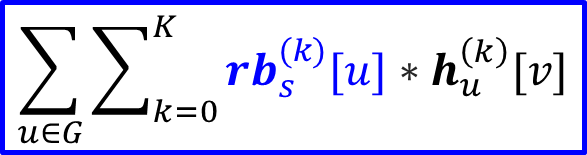 ∑_{u∈G} ∑_{k=0}^{K} rb_s^{(k)}[u] * h_u^{(k)}[v]